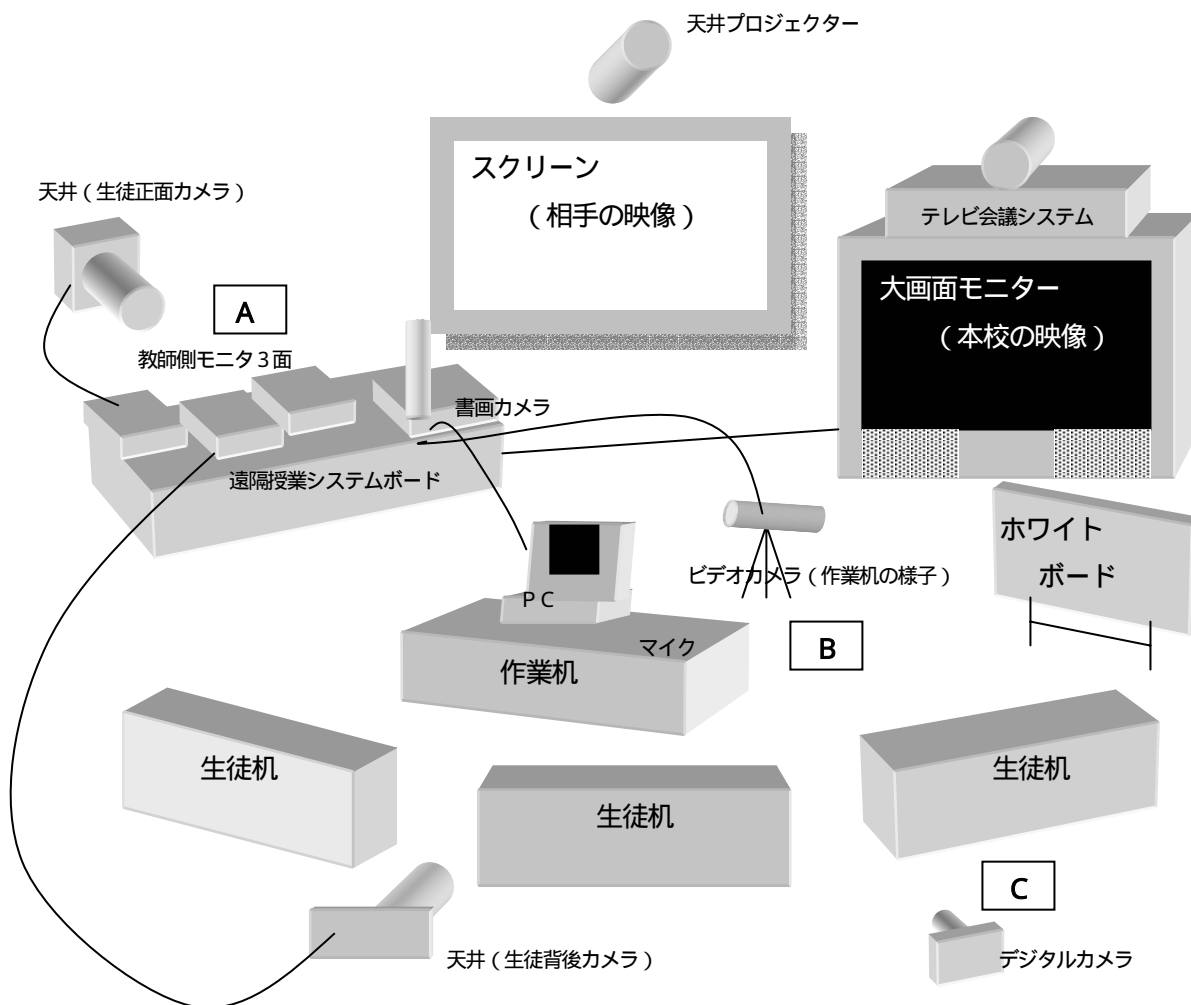 天井プロジェクター
スクリーン
（相手の映像）
天井（生徒正面カメラ）
テレビ会議システム
大画面モニター
（本校の映像）
A
教師側モニタ３面
書画カメラ
遠隔授業システムボード
ホワイト
ボード
ビデオカメラ（作業机の様子）
ＰＣ
マイク
作業机
B
生徒机
生徒机
生徒机
C
天井（生徒背後カメラ）
デジタルカメラ